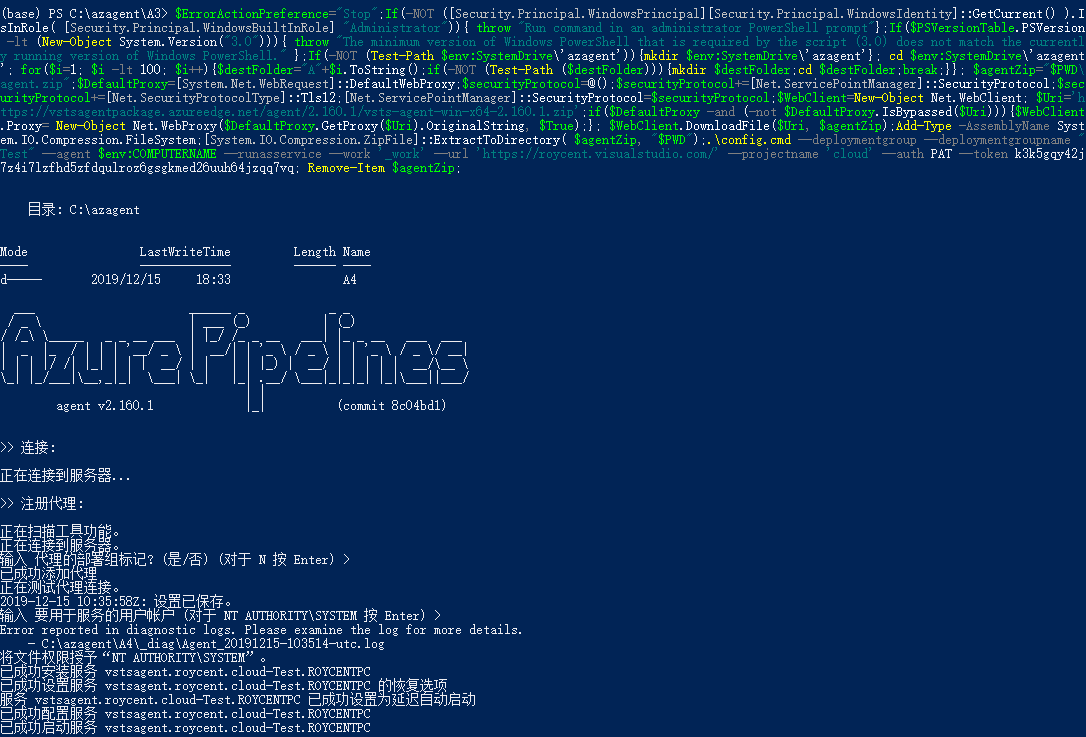 (base) PS C:\azagent\A3> $ErrorActionPreference="Stop";If(-NOT ([Security.Principal.WindowsPrincipal][Security.Principal.WindowsIdentity]::GetCurrent() ).I
sInRole( [Security.Principal.WindowsBuiltInRole] "Administrator")){ throw "Run command in an administrator PowerShell prompt"};If($PSVersionTable.PSVersion
-lt (New-Object System.Version("3.0"))){ throw "The minimum version of Windows PowerShell that is required by the script (3.0) does not match the currentl
y running version of Windows PowerShell." };If(-NOT (Test-Path $env:SystemDrive\'azagent')){mkdir $env:SystemDrive\'azagent'}; cd $env:SystemDrive\'azagent
'; for($i=1; $i -lt 100; $i++){$destFolder="A"+$i.ToString();if(-NOT (Test-Path ($destFolder))){mkdir $destFolder;cd $destFolder;break;}}; $agentZip="$PWD\
agent.zip";$DefaultProxy=[System.Net.WebRequest]::DefaultWebProxy;$securityProtocol=@();$securityProtocol+=[Net.ServicePointManager]::SecurityProtocol;$sec
urityProtocol+=[Net.SecurityProtocolType]::Tls12;[Net.ServicePointManager]::SecurityProtocol=$securityProtocol;$WebClient=New-Object Net.WebClient; $Uri='h
ttps://vstsagentpackage.azureedge.net/agent/2.160.1/vsts-agent-win-x64-2.160.1.zip';if($DefaultProxy -and (-not $DefaultProxy.IsBypassed($Uri))){$WebClient
.Proxy= New-Object Net.WebProxy($DefaultProxy.GetProxy($Uri).OriginalString, $True);}; $WebClient.DownloadFile($Uri, $agentZip);Add-Type -AssemblyName Syst
em.IO.Compression.FileSystem;[System.IO.Compression.ZipFile]::ExtractToDirectory( $agentZip, "$PWD");.\config.cmd --deploymentgroup --deploymentgroupname "
Test" --agent $env:COMPUTERNAME --runasservice --work '_work' --url 'https://roycent.visualstudio.com/' --projectname 'cloud' --auth PAT --token k3k5gqy42j
7z4i7lzfhd5zfdqulroz6gsgkmed26uuh64jzqq7vq; Remove-Item $agentZip;
目录: C:\azagent
Mode LastWriteTime Length Name
---- ------------- ------ ----
d----- 2019/12/15 18:33 A4
Azure Pipelines
agent v2.160.1 (commit 8c04bd1)
>> 连接:
正在连接到服务器...
>> 注册代理:
正在扫描工具功能。
正在连接到服务器。
输入 代理的部署组标记? (是/否) (对于 N 按 Enter) >
已成功添加代理
正在测试代理连接。
2019-12-15 10:35:58Z: 设置已保存。
输入 要用于服务的用户帐户 (对于 NT AUTHORITY\SYSTEM 按 Enter) >
Error reported in diagnostic logs. Please examine the log for more details.
- C:\azagent\A4\_diag\Agent_20191215-103514-utc.log
将文件权限授予“NT AUTHORITY\SYSTEM”。
已成功安装服务 vstsagent.roycent.cloud-Test.ROYCENTPC
已成功设置服务 vstsagent.roycent.cloud-Test.ROYCENTPC 的恢复选项
服务 vstsagent.roycent.cloud-Test.ROYCENTPC 已成功设置为延迟自动启动
已成功配置服务 vstsagent.roycent.cloud-Test.ROYCENTPC
已成功启动服务 vstsagent.roycent.cloud-Test.ROYCENTPC